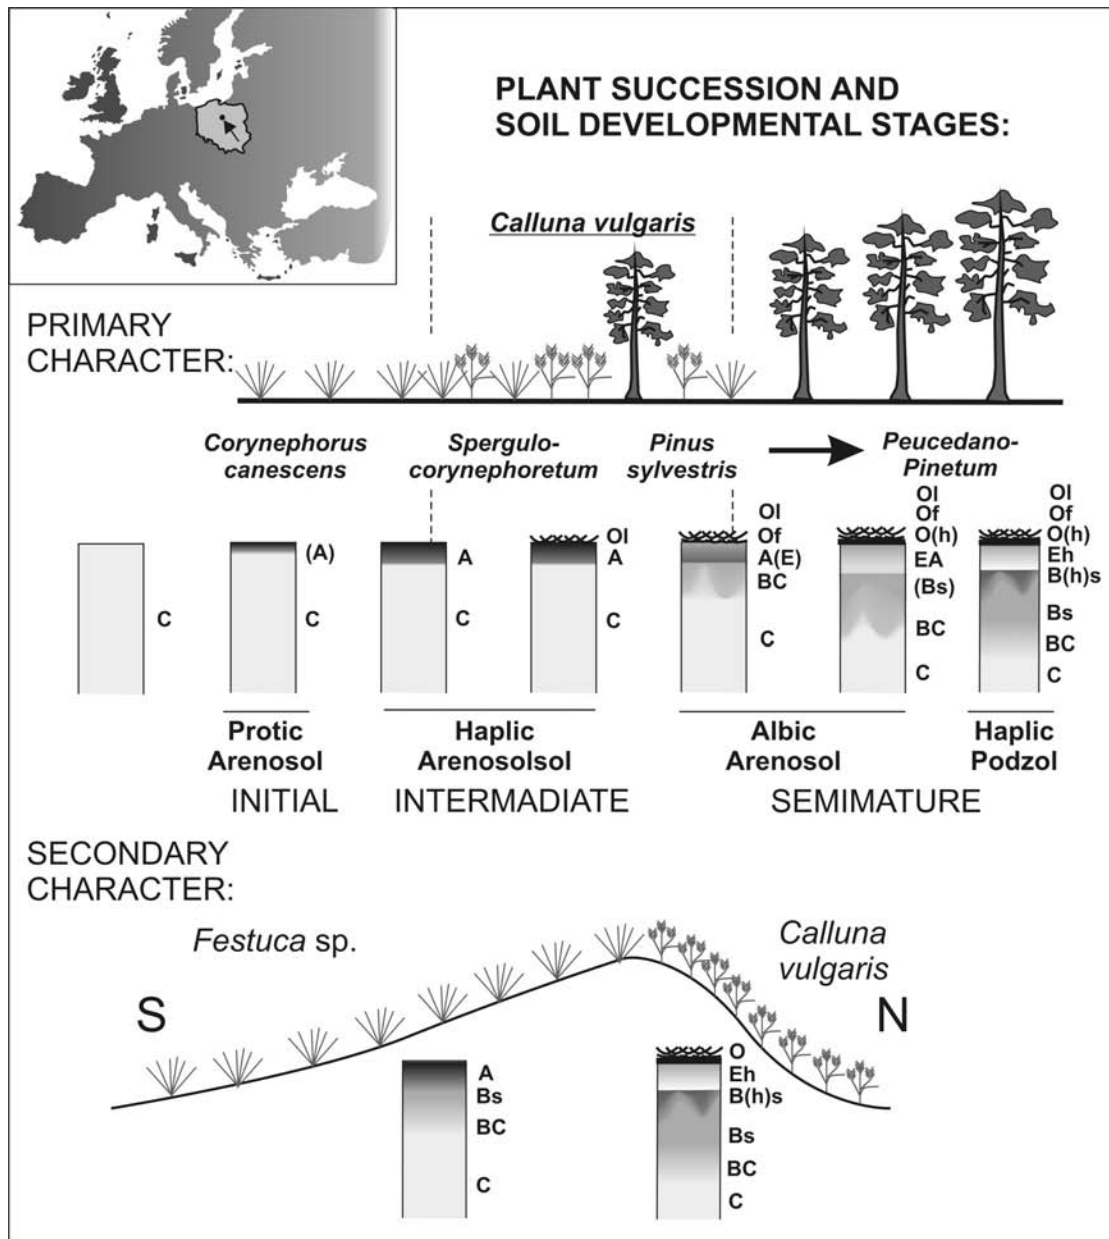 PLANT SUCCESSION AND
SOIL DEVELOPMENTAL STAGES:
Calluna vulgaris
PRIMARY
CHARACTER:
Corynephorus
canescens
Spergulo-
corynephoretum
Pinus
sylvestris
Peucedano-
Pinetum
C
(A)
C
A
C
Ol
A
C
Ol
Of
A(E)
BC
C
Ol
Of
O(h)
EA
(Bs)
BC
C
Ol
Of
O(h)
Eh
B(h)s
Bs
BC
C
Protic
Arenosol
Haplic
Arenosolsol
Albic
Arenosol
Haplic
Podzol
INITIAL
INTERMADIATE
SEMIMATURE
SECONDARY
CHARACTER:
Festuca sp.
Calluna
vulgaris
S
N
A
Bs
BC
C
O
Eh
B(h)s
Bs
BC
C